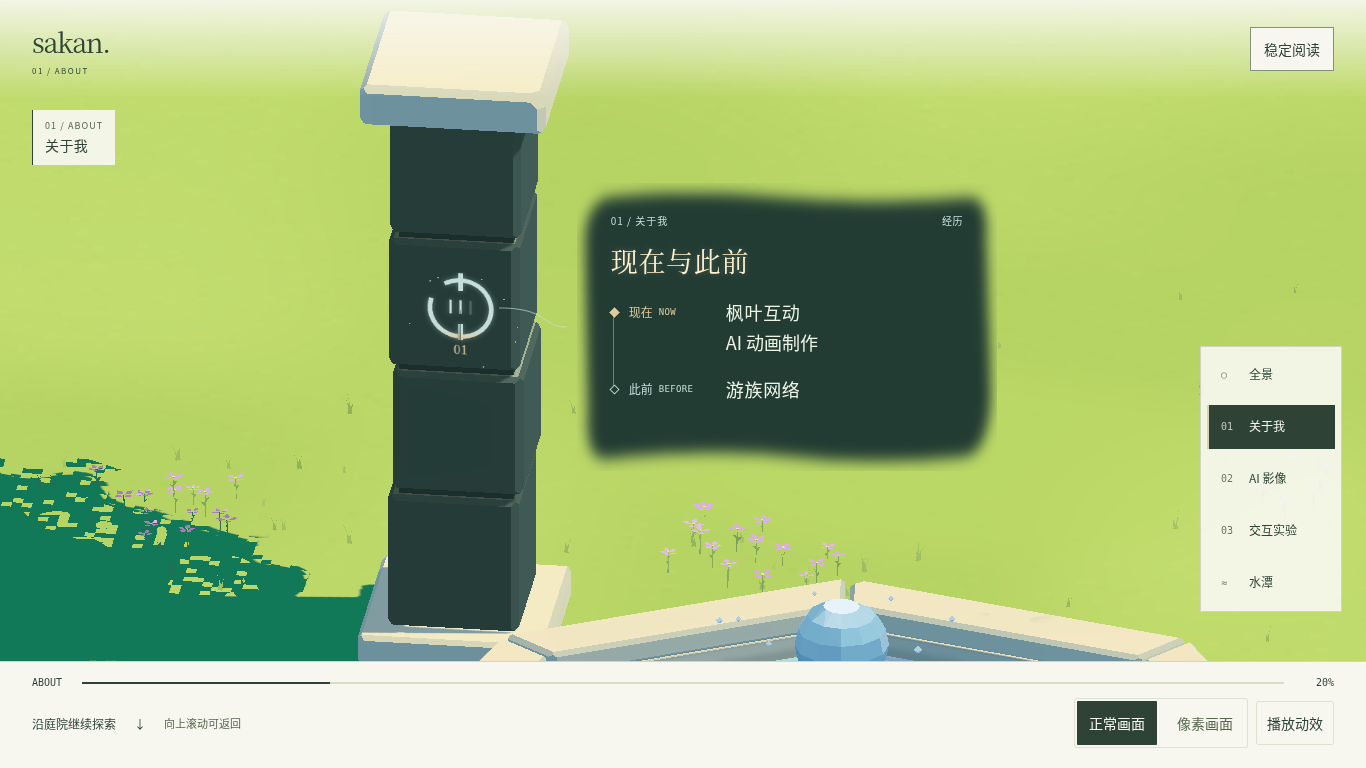 sakan.
01 / ABOUT
稳定阅读
01 / ABOUT
关于我
01 / 关于我
经历
现在与此前
现在 NOW
枫叶互动
AI 动画制作
此前 BEFORE
游族网络
01
全景
01 关于我
02 AI 影像
03 交互实验
≈ 水潭
ABOUT
20%
沿庭院继续探索 ↓ 向上滚动可返回
正常画面
像素画面
播放动效